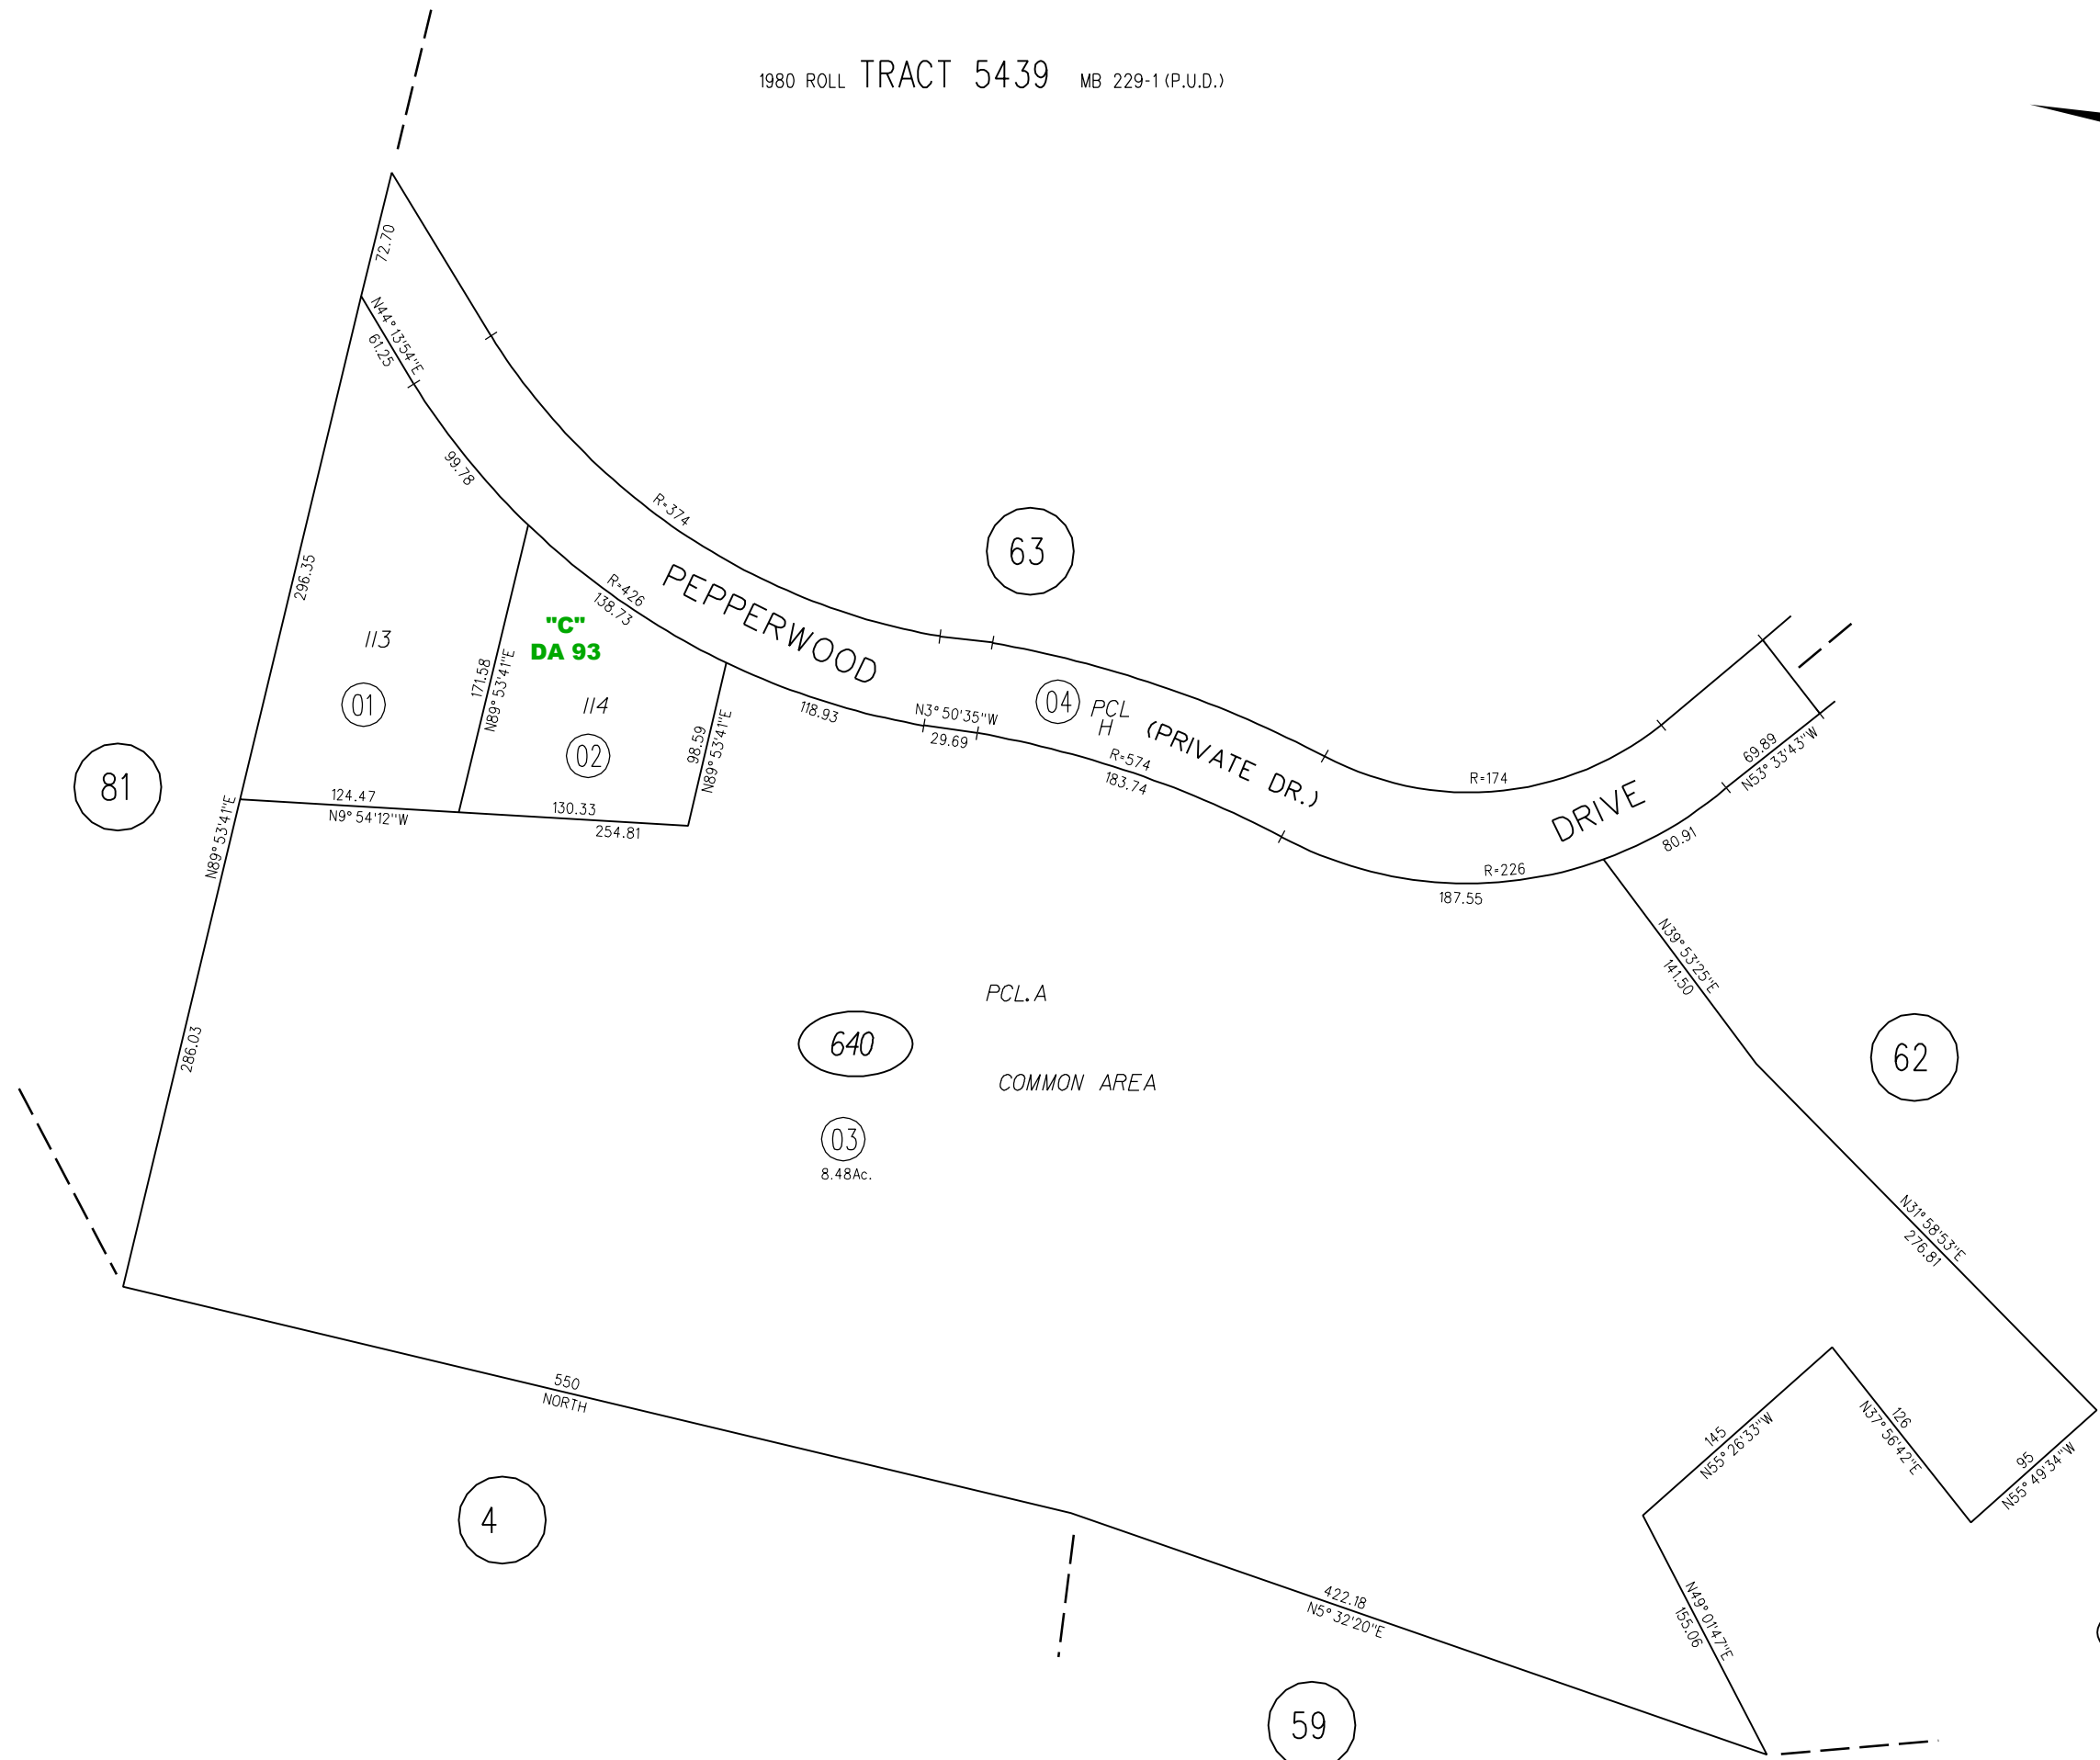 1980 ROLL TRACT 5439 MB 229-1 (P.U.D.)
72.70
N44°13'54"E
61.25
99.78
R=374
63
296.35
R=426
138.73
PEPPERWOOD
"C"
DA 93
113
01
171.58
N89°53'41"E
114
02
98.59
N89°53'41"E
118.93
N3°50'35"W
29.69
04
PCL
H
(PRIVATE DR.)
R=574
183.74
R=174
DRIVE
69.89
N53°33'43"W
80.91
R=226
187.55
81
124.47
N9°54'12"W
130.33
254.81
N89°53'41"E
N39°53'25"E
141.50
PCL. A
640
COMMON AREA
03
8.48Ac.
62
286.03
N31°58'53"E
276.81
550
NORTH
145
N55°26'33"W
126
N37°56'42"E
95
N55°49'34"W
4
422.18
N5°32'20"E
N49°01'47"E
155.06
59